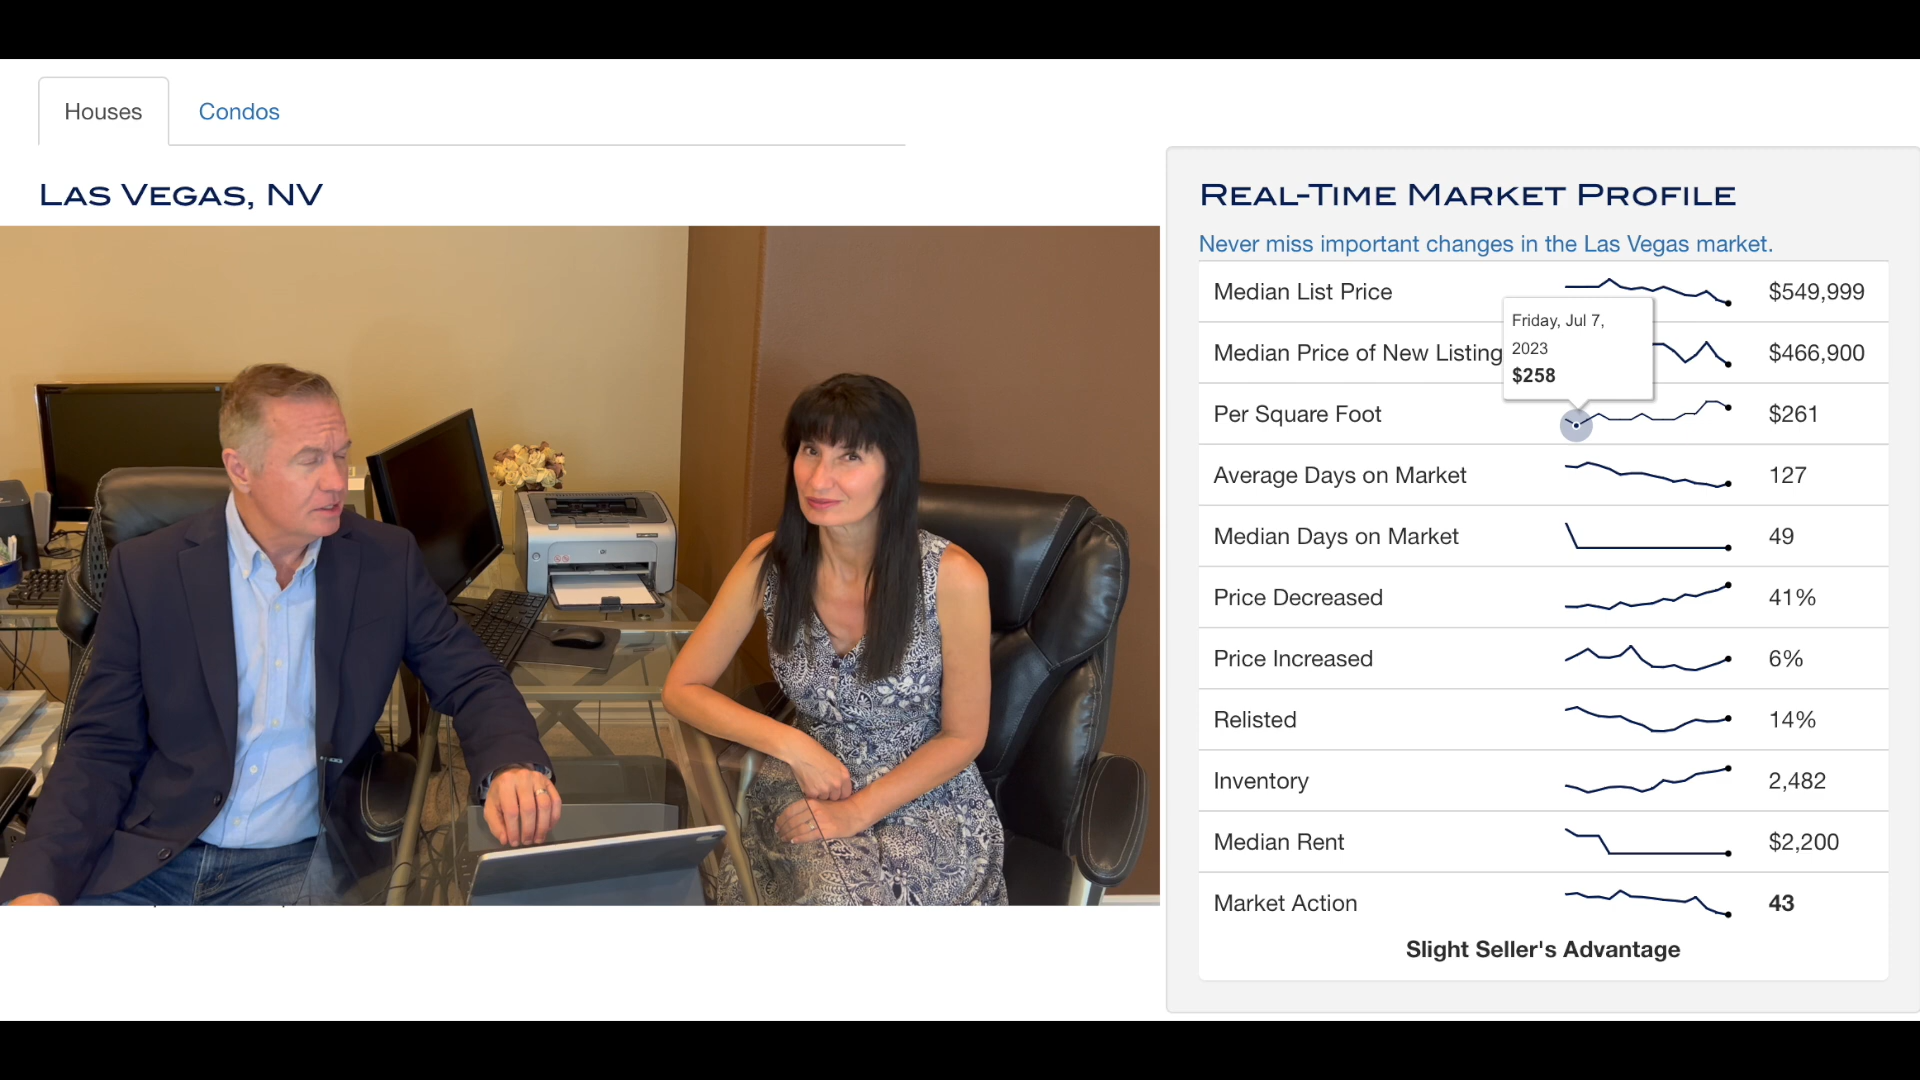 Houses
Condos
LAS VEGAS, NV
REAL-TIME MARKET PROFILE
Never miss important changes in the Las Vegas market.
Median List Price $549,999
Friday, Jul 7,
2023
$258
Median Price of New Listing $466,900
Per Square Foot $261
Average Days on Market 127
Median Days on Market 49
Price Decreased 41%
Price Increased 6%
Relisted 14%
Inventory 2,482
Median Rent $2,200
Market Action 43
Slight Seller's Advantage